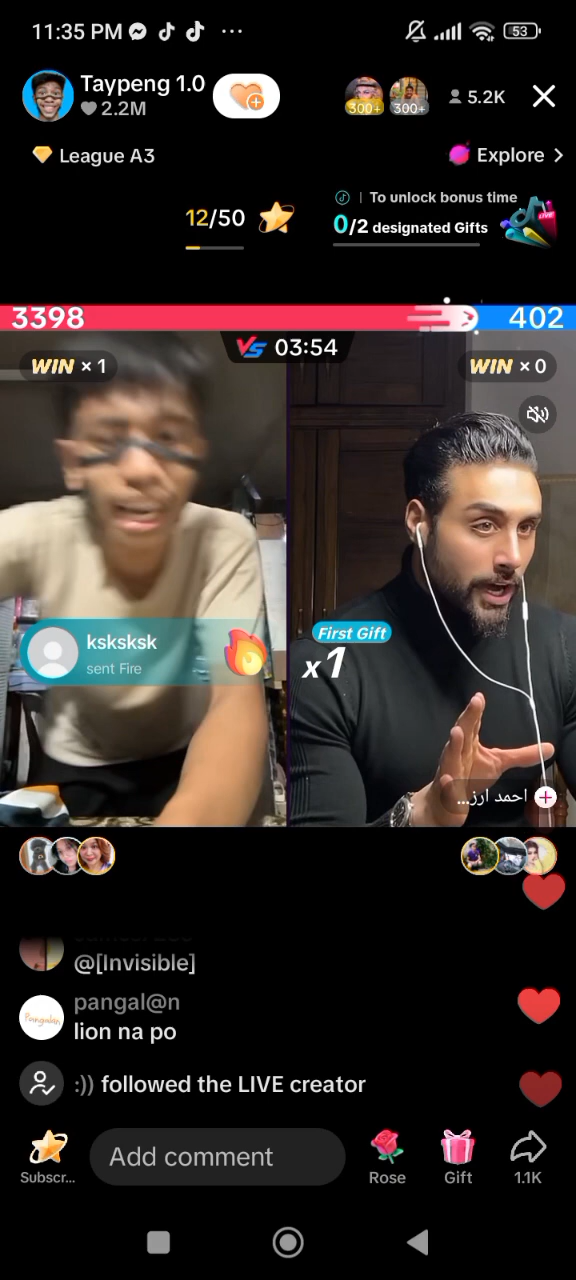 11:35 PM
53
Taypeng 1.0
2.2M
300+
300+
5.2K
League A3
Explore
12/50
To unlock bonus time
0/2 designated Gifts
LIVE
3398
402
VS 03:54
WIN × 1
WIN × 0
ksksksk
sent Fire
First Gift
x1
احمد ارز...
@[Invisible]
Pangalan
pangal@n
lion na po
:)) followed the LIVE creator
Subscr...
Add comment
Rose
Gift
1.1K